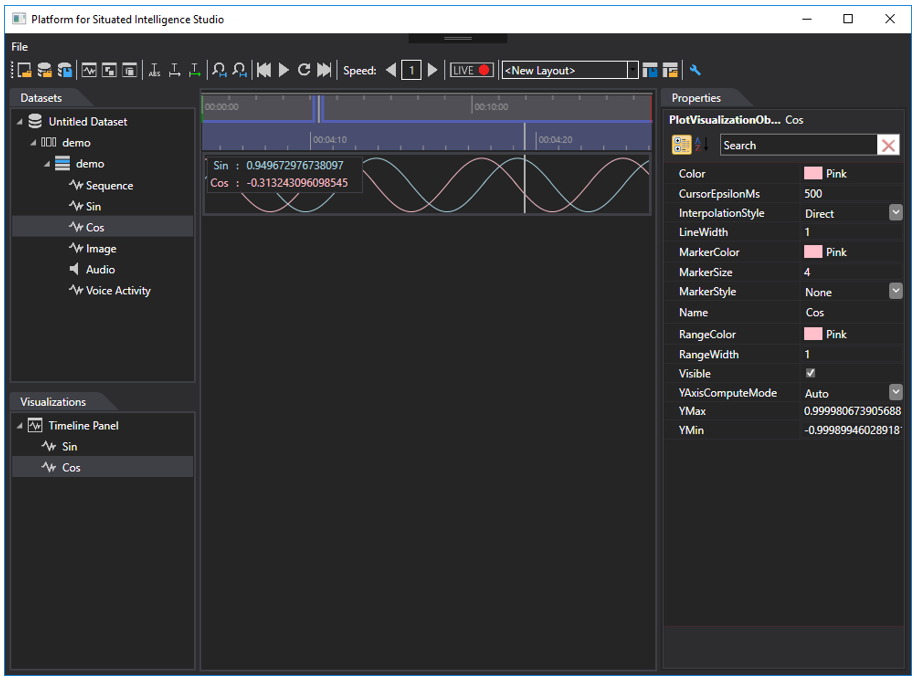 Platform for Situated Intelligence Studio
File
ABS
Speed:
1
LIVE
<New Layout>
Datasets
Untitled Dataset
demo
demo
Sequence
Sin
Cos
Image
Audio
Voice Activity
Visualizations
Timeline Panel
Sin
Cos
00:00:00
00:10:00
00:04:10
00:04:20
Sin : 0.949672976738097
Cos : -0.313243096098545
Properties
PlotVisualizationOb... Cos
Search
Color Pink
CursorEpsilonMs 500
InterpolationStyle Direct
LineWidth 1
MarkerColor Pink
MarkerSize 4
MarkerStyle None
Name Cos
RangeColor Pink
RangeWidth 1
Visible
YAxisComputeMode Auto
YMax 0.999980673905688
YMin -0.99989946028918